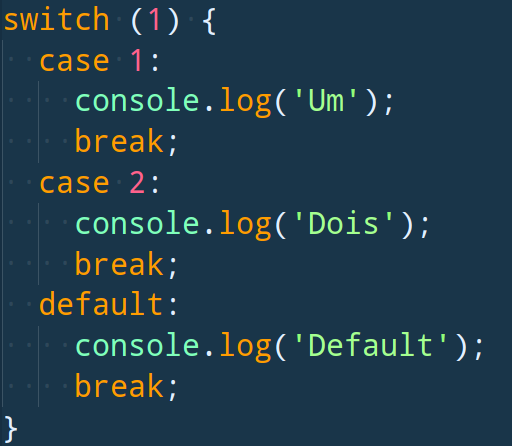 switch (1) {
  case 1:
    console.log('Um');
    break;
  case 2:
    console.log('Dois');
    break;
  default:
    console.log('Default');
    break;
}